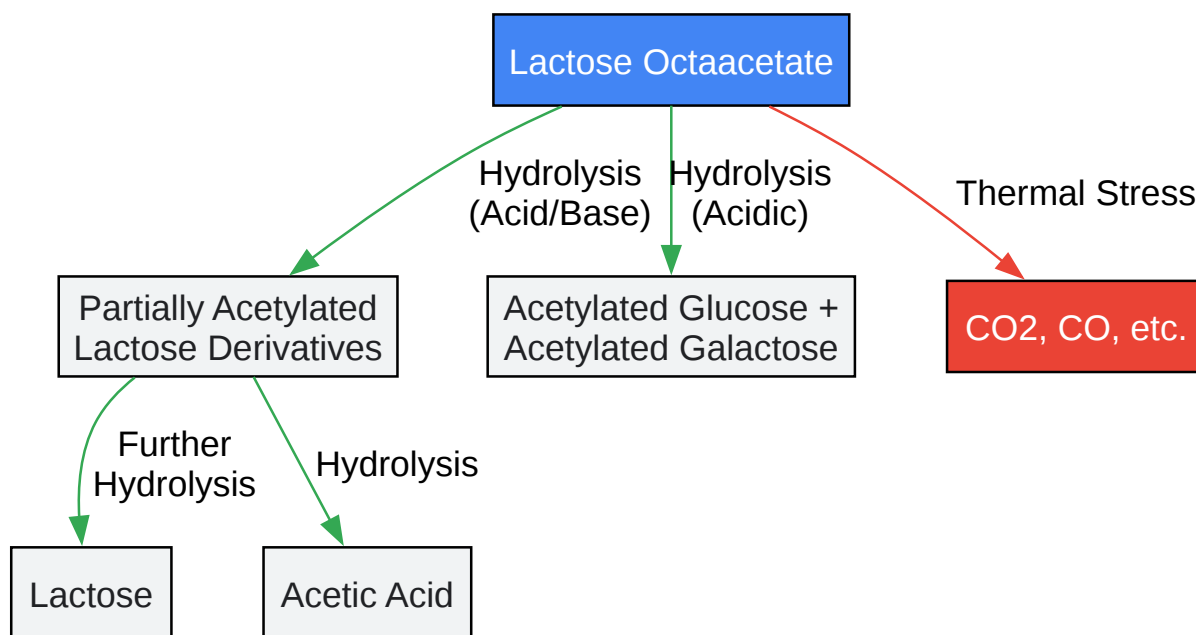 Lactose Octaacetate
Hydrolysis
(Acid/Base)
Hydrolysis
(Acidic)
Thermal Stress
Partially Acetylated
Lactose Derivatives
Acetylated Glucose +
Acetylated Galactose
CO2, CO, etc.
Further
Hydrolysis
Hydrolysis
Lactose
Acetic Acid